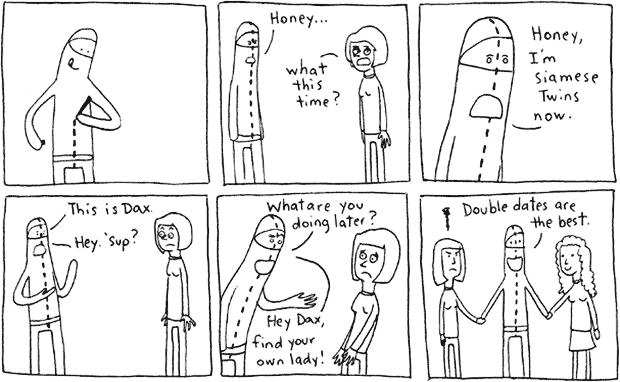 Honey...
what
this
time?
Honey,
I'm
Siamese
Twins
now.
This is Dax.
Hey. 'Sup?
What are you
doing later?
Hey Dax,
find your
own lady!
Double dates are
the best.